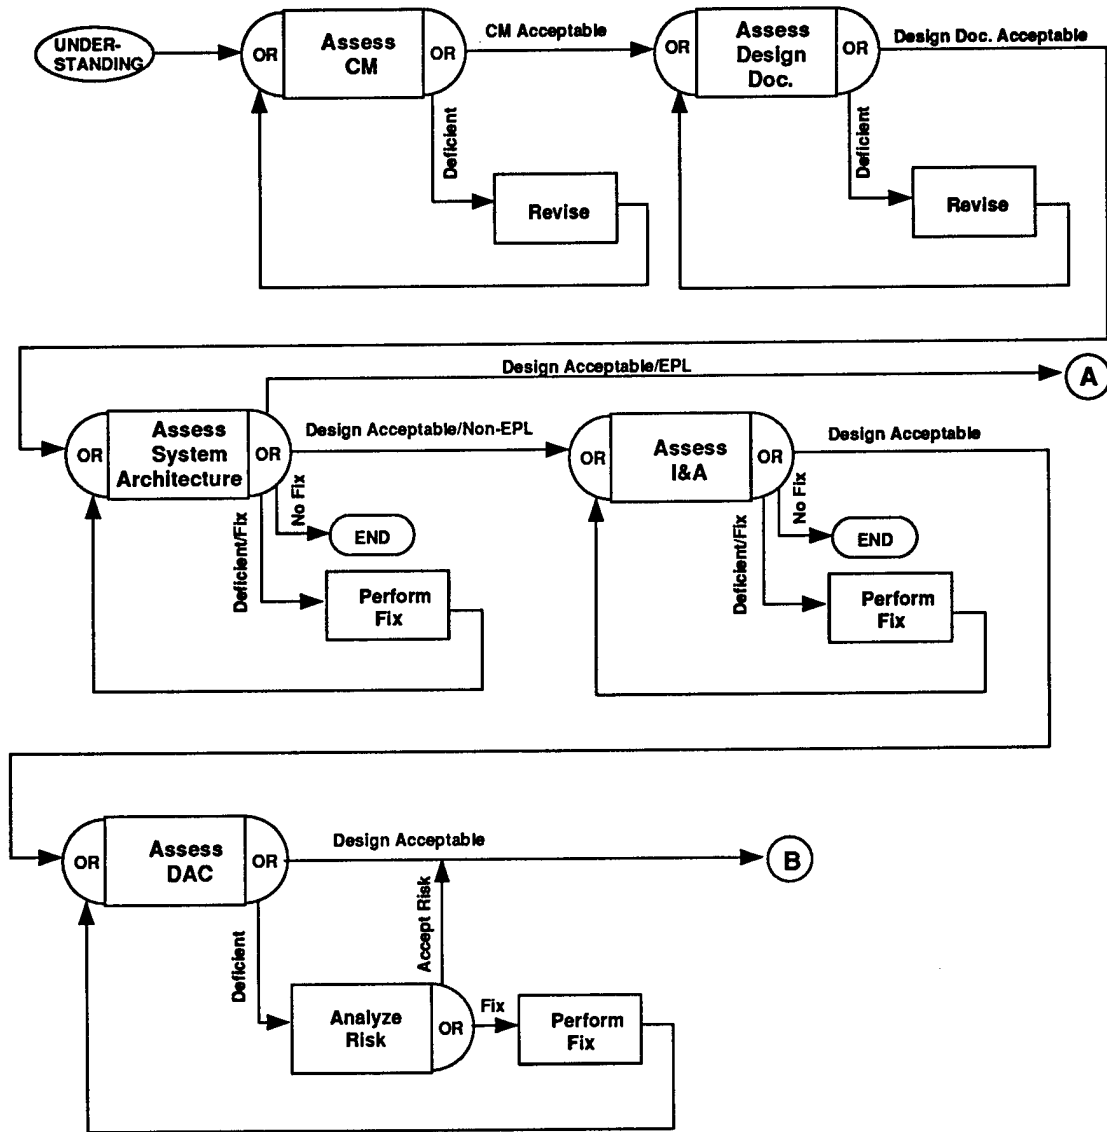 UNDER-
STANDING
OR
Assess
CM
OR
CM Acceptable
OR
Assess
Design
Doc.
OR
Design Doc. Acceptable
Deficient
Revise
Deficient
Revise
Design Acceptable/EPL
A
OR
Assess
System
Architecture
OR
Design Acceptable/Non-EPL
OR
Assess
I&A
OR
Design Acceptable
No Fix
END
Deficient/Fix
Perform
Fix
No Fix
END
Deficient/Fix
Perform
Fix
OR
Assess
DAC
OR
Design Acceptable
B
Accept Risk
Deficient
Analyze
Risk
OR
Fix
Perform
Fix